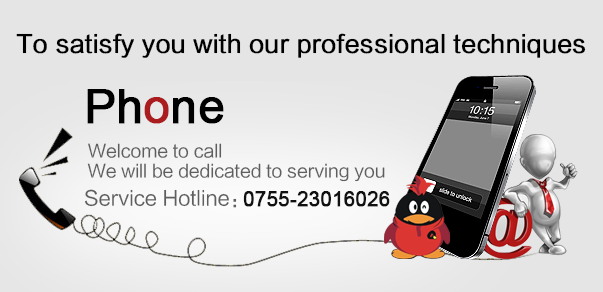 To satisfy you with our professional techniques
Phone
Welcome to call
We will be dedicated to serving you
Service Hotline：0755-23016026
10:15
slide to unlock
@